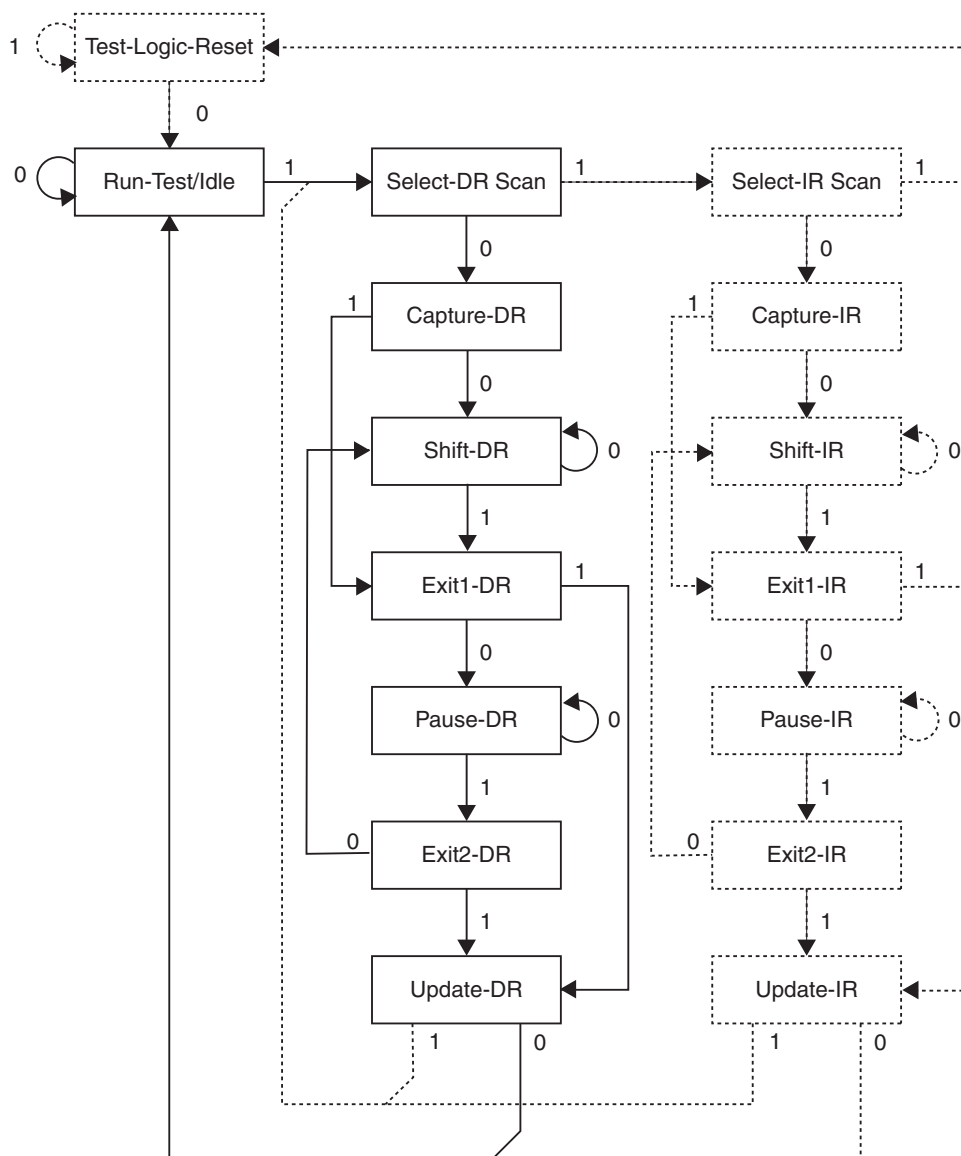 1
Test-Logic-Reset
0
0
Run-Test/Idle
1
Select-DR Scan
1
Select-IR Scan
1
0
0
1
Capture-DR
1
Capture-IR
0
0
Shift-DR
0
Shift-IR
0
1
1
Exit1-DR
1
Exit1-IR
1
0
0
Pause-DR
0
Pause-IR
0
1
1
0
Exit2-DR
0
Exit2-IR
1
1
Update-DR
Update-IR
1
0
1
0